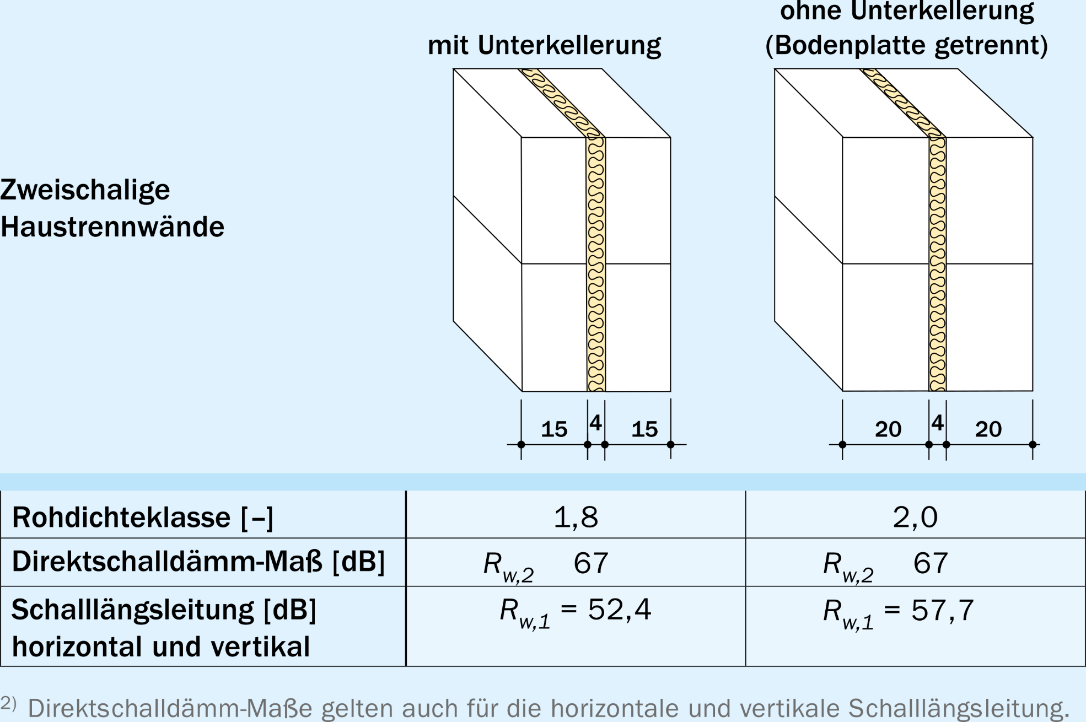 ohne Unterkellerung
mit Unterkellerung
(Bodenplatte getrennt)
Zweischalige
Haustrennwände
15 4 15
20 4 20
Rohdichteklasse [–] 1,8 2,0
Direktschalldämm-Maß [dB] Rw,2 67 Rw,2 67
Schalllängsleitung [dB] Rw,1 = 52,4 Rw,1 = 57,7
horizontal und vertikal
2) Direktschalldämm-Maße gelten auch für die horizontale und vertikale Schalllängsleitung.